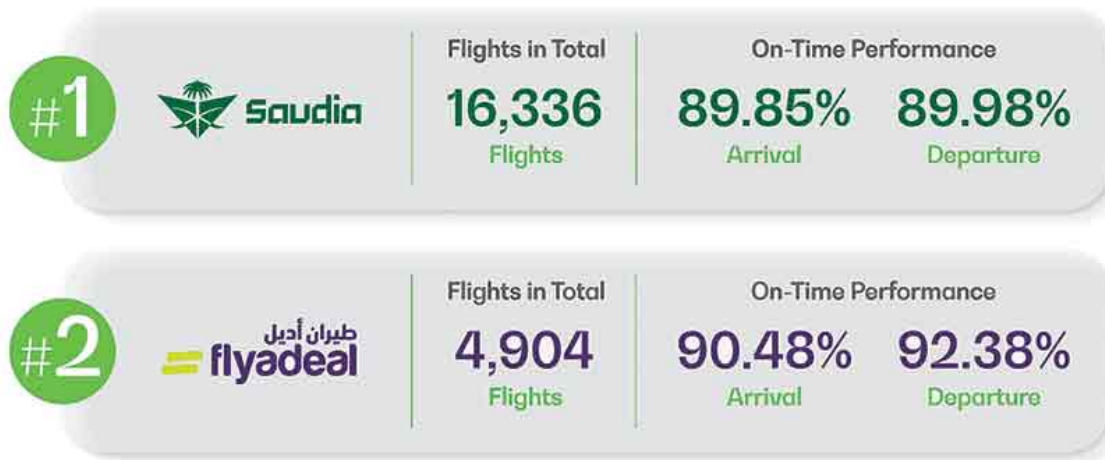 #1
Saudia
Flights in Total
16,336
Flights
On-Time Performance
89.85% 89.98%
Arrival Departure
#2
طيران أديل
flyadeal
Flights in Total
4,904
Flights
On-Time Performance
90.48% 92.38%
Arrival Departure